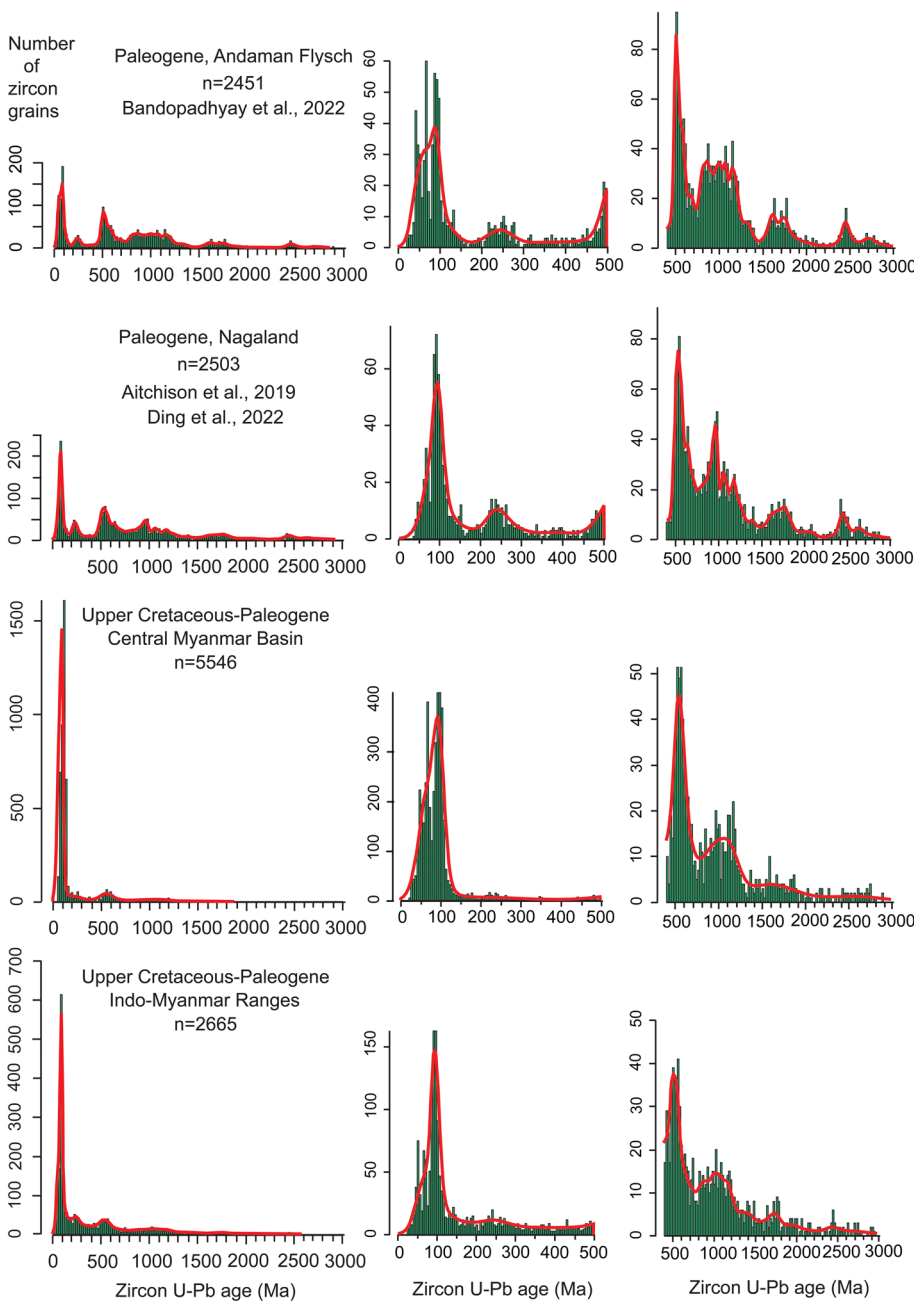 Number
of
zircon
grains
Paleogene, Andaman Flysch
n=2451
Bandopadhyay et al., 2022
0 100 200
0 500 1000 1500 2000 2500 3000
0 10 20 30 40 50 60
0 100 200 300 400 500
0 20 40 60 80
500 1000 1500 2000 2500 3000
Paleogene, Nagaland
n=2503
Aitchison et al., 2019
Ding et al., 2022
0 100 200
500 1000 1500 2000 2500 3000
0 20 40 60
0 100 200 300 400 500
0 20 40 60 80
500 1000 1500 2000 2500 3000
Upper Cretaceous-Paleogene
Central Myanmar Basin
n=5546
0 500 1000 1500
0 500 1000 1500 2000 2500 3000
0 100 200 300 400
0 100 200 300 400 500
0 10 20 30 40 50
500 1000 1500 2000 2500 3000
Upper Cretaceous-Paleogene
Indo-Myanmar Ranges
n=2665
0 100 200 300 400 500 600 700
0 500 1000 1500 2000 2500 3000
0 50 100 150
0 100 200 300 400 500
0 10 20 30 40 50
500 1000 1500 2000 2500 3000
Zircon U-Pb age (Ma)
Zircon U-Pb age (Ma)
Zircon U-Pb age (Ma)